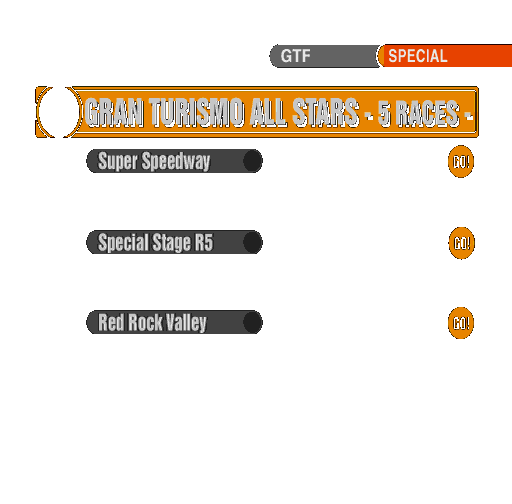 GTF SPECIAL
GRAN TURISMO ALL STARS - 5 RACES -
Super Speedway GO!
Special Stage R5 GO!
Red Rock Valley GO!